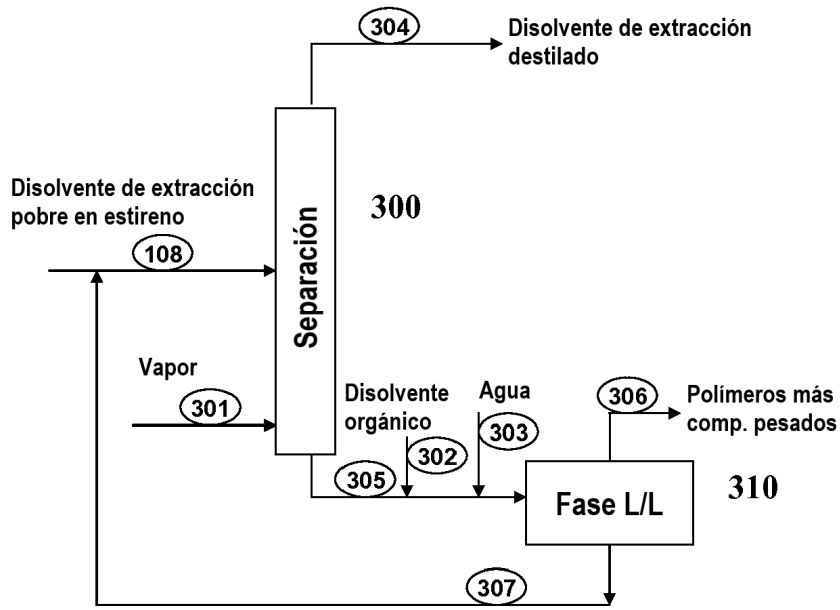 304
Disolvente de extracción
destilado
Disolvente de extracción
pobre en estireno
300
108
Separación
Vapor
301
Disolvente
orgánico
Agua
302
303
305
306
Polímeros más
comp. pesados
Fase L/L
310
307